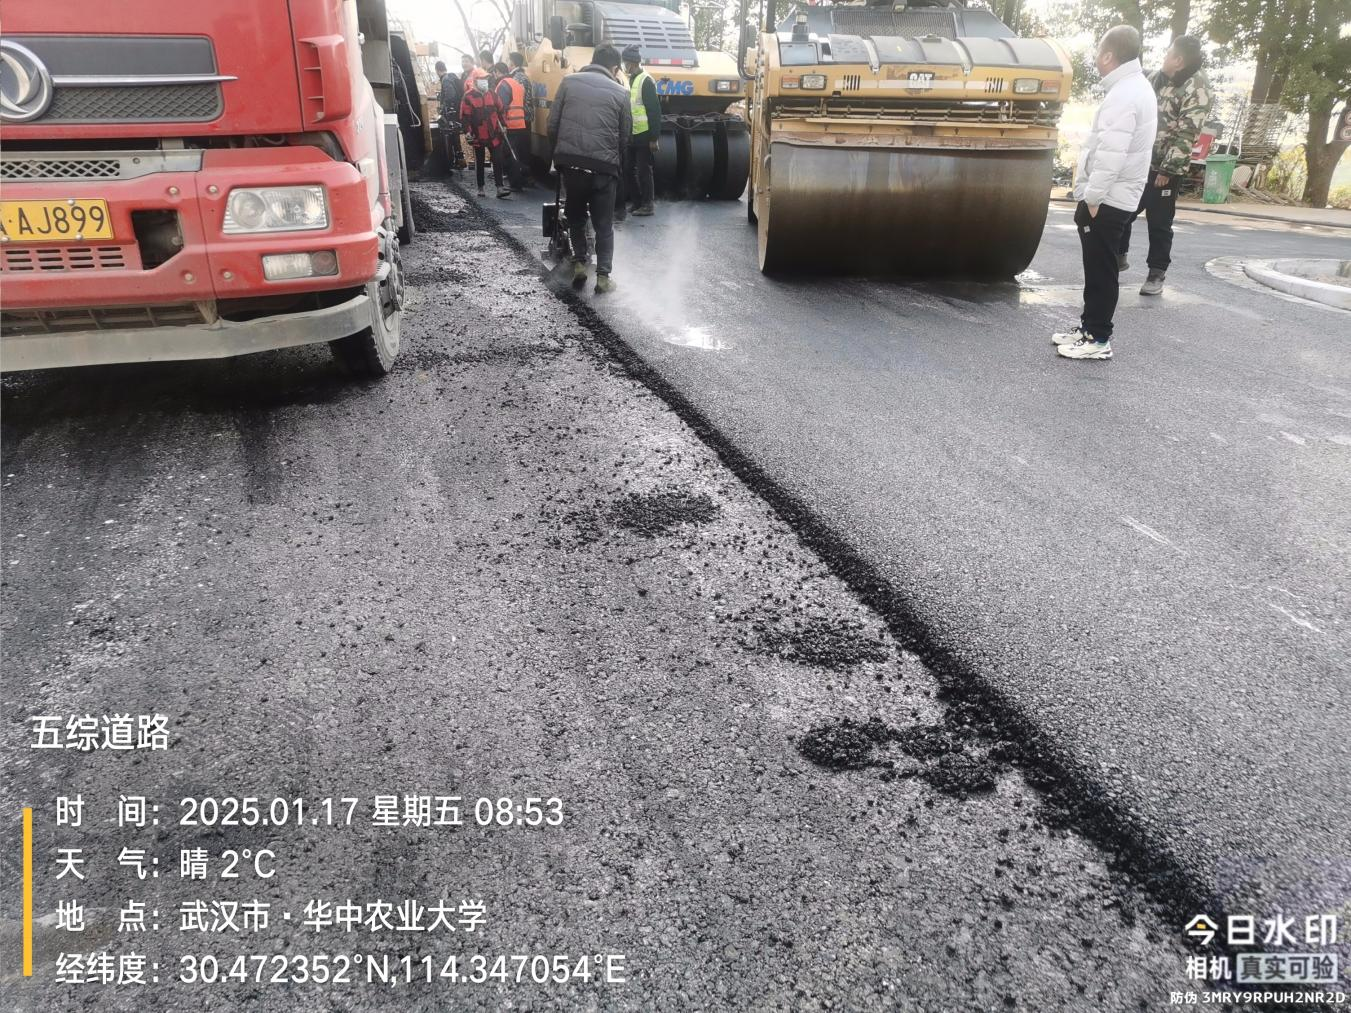 CAT
XCMG
·AJ899
五综道路
时 间：2025.01.17 星期五 08:53
天 气：晴 2°C
地 点：武汉市·华中农业大学
经纬度：30.472352°N,114.347054°E
今日水印
相机 真实可验
防伪 3MRY9RPUH2NR2D